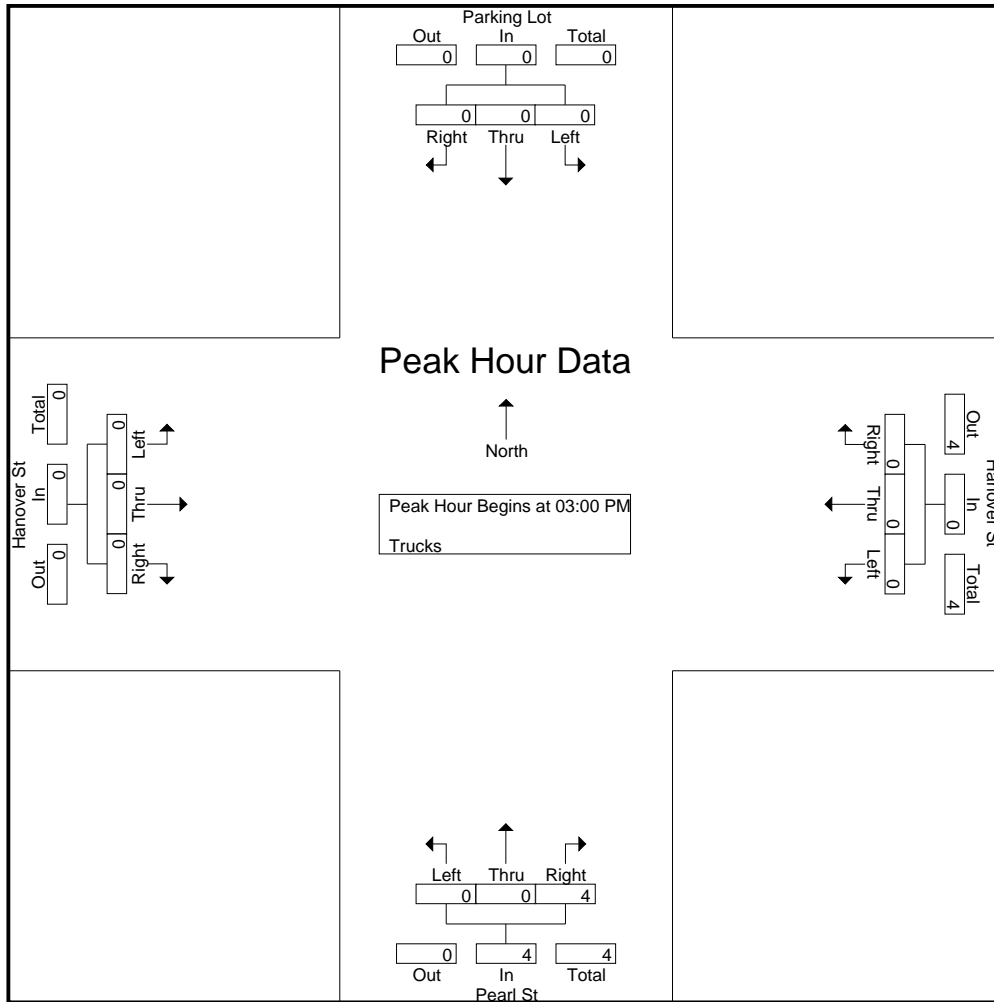 Parking Lot
Out In Total
0 0 0
0 0 0
Right Thru Left
Peak Hour Data
North
Peak Hour Begins at 03:00 PM
Trucks
Hanover St
Total In Out
0 0 0
0 0 0
Left Thru Right
Right Thru Left
0 0 0
Out In Total
4 0 4
Hanover St
Left Thru Right
0 0 4
0 4 4
Out In Total
Pearl St